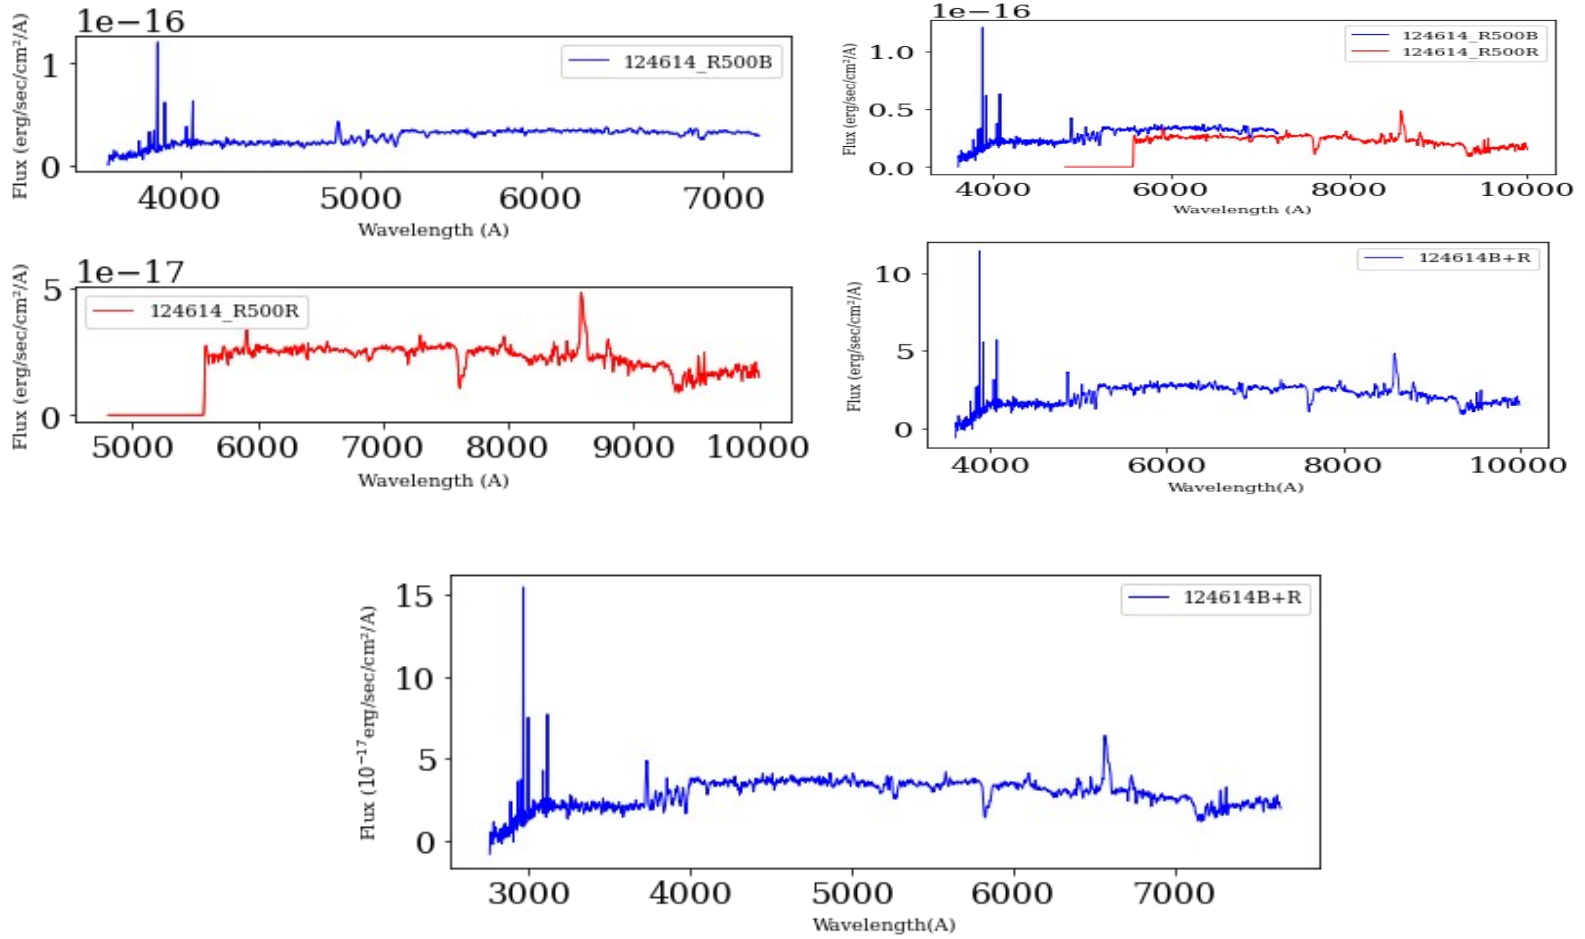 1e−16
Flux (erg/sec/cm²/A)
1
0
124614_R500B
4000 5000 6000 7000
Wavelength (A)
1e−16
Flux (erg/sec/cm²/A)
1.0
0.5
0.0
124614_R500B
124614_R500R
4000 6000 8000 10000
Wavelength (A)
1e−17
Flux (erg/sec/cm²/A)
5
0
124614_R500R
5000 6000 7000 8000 9000 10000
Wavelength (A)
Flux (erg/sec/cm²/A)
10
5
0
124614B+R
4000 6000 8000 10000
Wavelength(A)
Flux (10⁻¹⁷erg/sec/cm²/A)
15
10
5
0
124614B+R
3000 4000 5000 6000 7000
Wavelength(A)